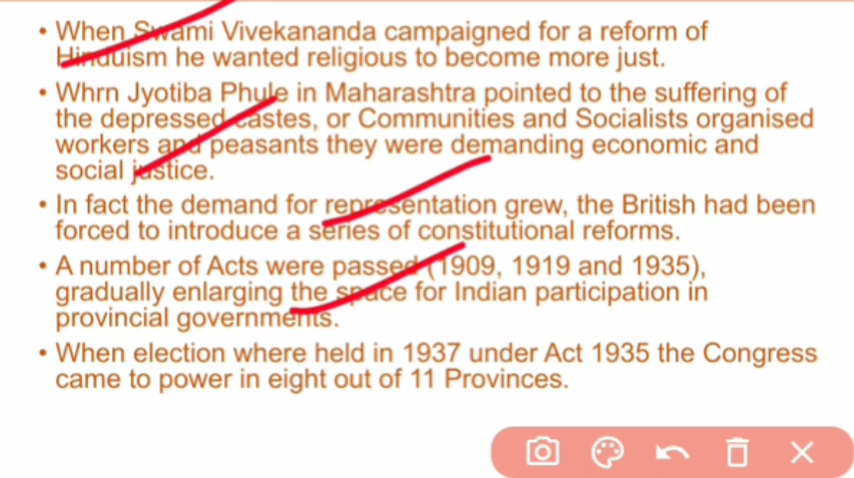 • When Swami Vivekananda campaigned for a reform of
Hinduism he wanted religious to become more just.
• Whrn Jyotiba Phule in Maharashtra pointed to the suffering of
the depressed castes, or Communities and Socialists organised
workers and peasants they were demanding economic and
social justice.
• In fact the demand for representation grew, the British had been
forced to introduce a series of constitutional reforms.
• A number of Acts were passed (1909, 1919 and 1935),
gradually enlarging the space for Indian participation in
provincial governments.
• When election where held in 1937 under Act 1935 the Congress
came to power in eight out of 11 Provinces.